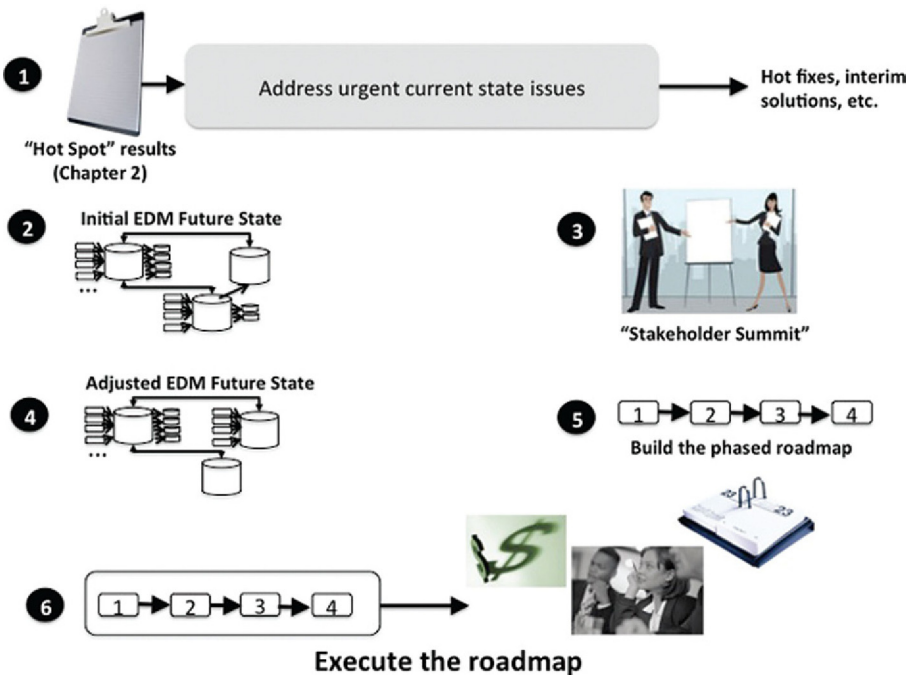 1
Address urgent current state issues
Hot fixes, interim
solutions, etc.
“Hot Spot” results
(Chapter 2)
2
Initial EDM Future State
...
3
“Stakeholder Summit”
4
Adjusted EDM Future State
...
5
1 2 3 4
Build the phased roadmap
23 23
$
6
1 2 3 4
Execute the roadmap